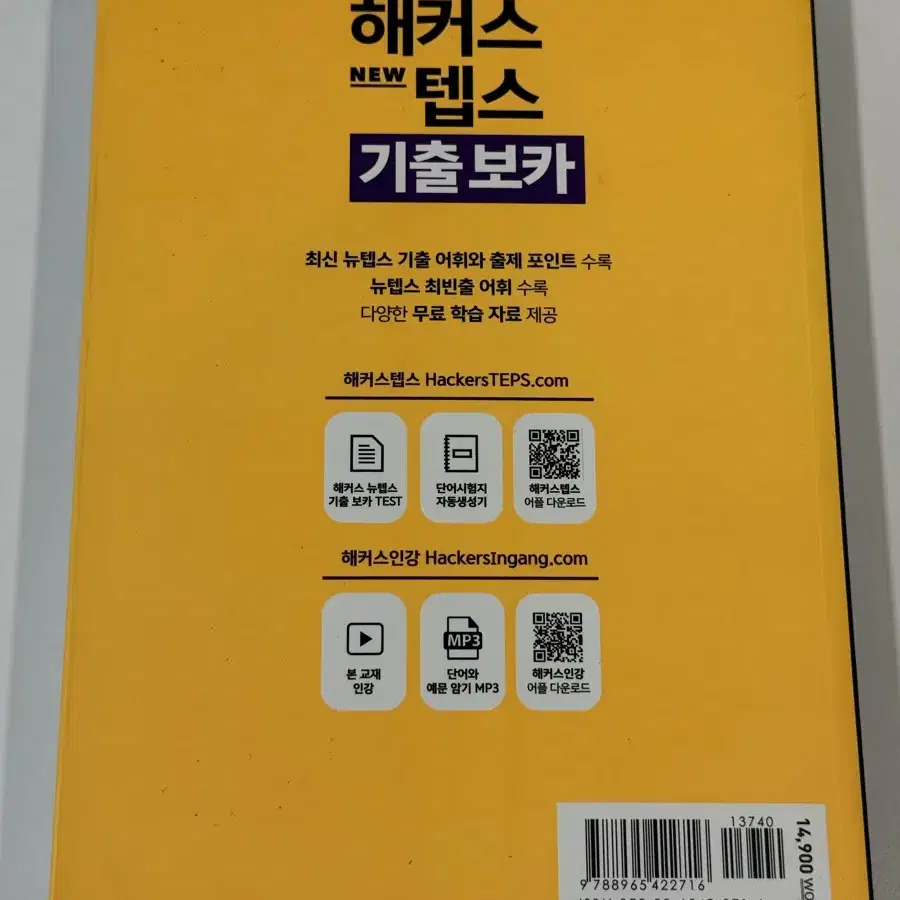 해커스
NEW 텝스
기출 보카
최신 뉴텝스 기출 어휘와 출제 포인트 수록
뉴텝스 최빈출 어휘 수록
다양한 무료 학습 자료 제공
해커스텝스 HackersTEPS.com
해커스 뉴텝스
기출 보카 TEST
단어시험지
자동생성기
해커스텝스
어플 다운로드
해커스인강 HackersIngang.com
본 교재
인강
MP3
단어와
예문 암기 MP3
해커스인강
어플 다운로드
13740
9 788965 422716
14,900